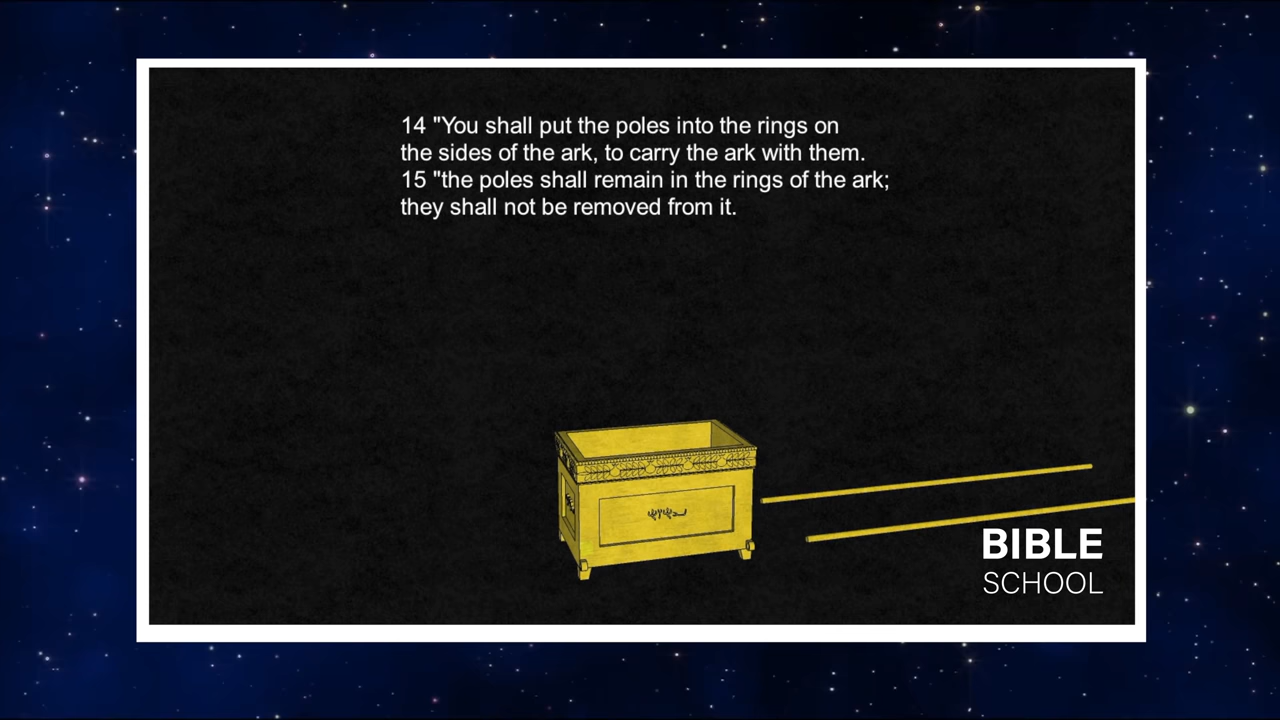 14 "You shall put the poles into the rings on
the sides of the ark, to carry the ark with them.
15 "the poles shall remain in the rings of the ark;
they shall not be removed from it.
BIBLE
SCHOOL